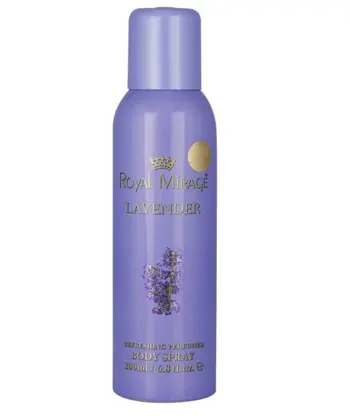 ROYAL MIRAGE
LAVENDER
REFRESHING PERFUMED
BODY SPRAY
200ml / 6.8 fl.oz. ℮